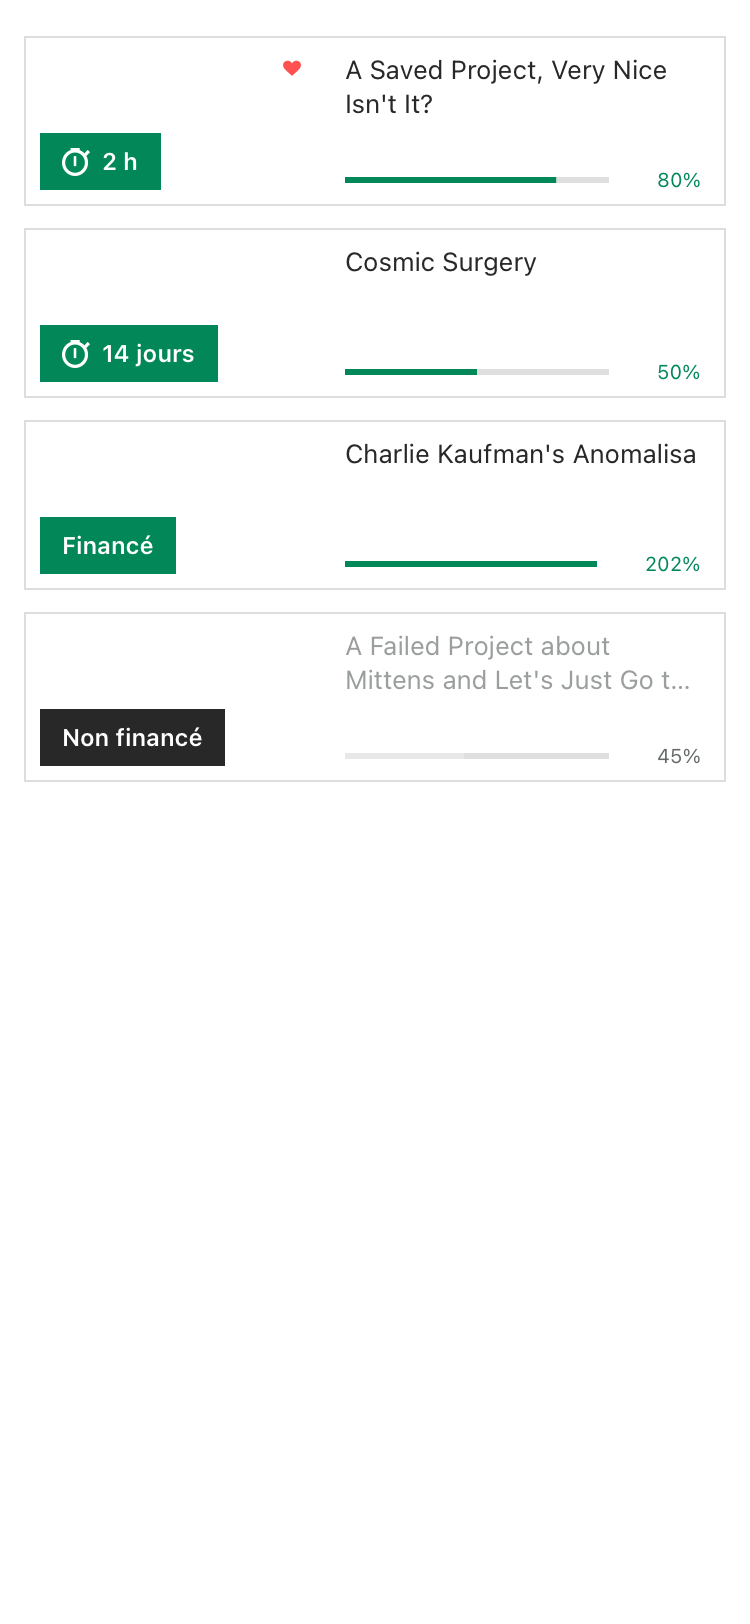 A Saved Project, Very Nice
Isn't It?
2 h
80%
Cosmic Surgery
14 jours
50%
Charlie Kaufman's Anomalisa
Financé
202%
A Failed Project about
Mittens and Let's Just Go t...
Non financé
45%